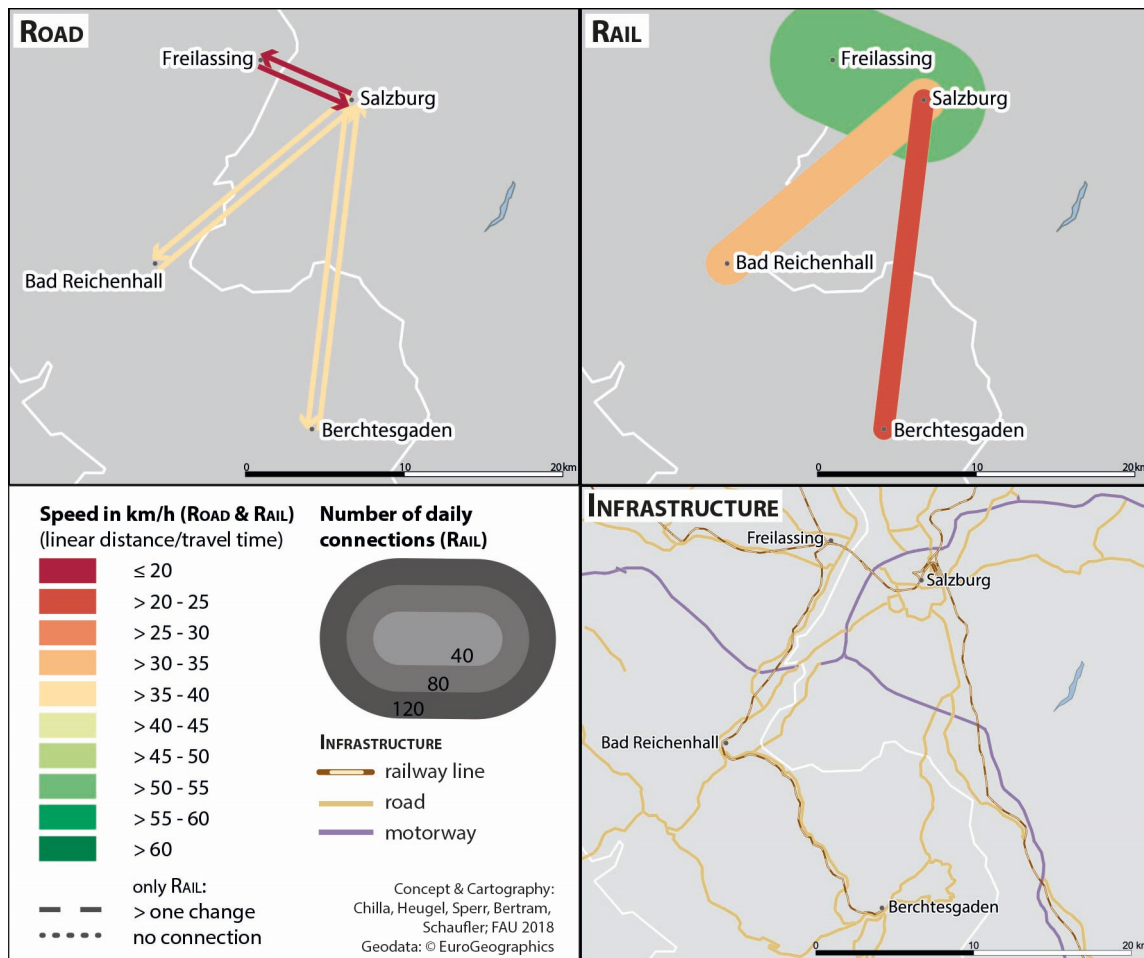 ROAD
Freilassing
Salzburg
Bad Reichenhall
Berchtesgaden
0 10 20 km
RAIL
Freilassing
Salzburg
Bad Reichenhall
Berchtesgaden
0 10 20 km
Speed in km/h (ROAD & RAIL)
(linear distance/travel time)
≤ 20
> 20 - 25
> 25 - 30
> 30 - 35
> 35 - 40
> 40 - 45
> 45 - 50
> 50 - 55
> 55 - 60
> 60
only RAIL:
> one change
no connection
Number of daily
connections (RAIL)
40
80
120
INFRASTRUCTURE
railway line
road
motorway
Concept & Cartography:
Chilla, Heugel, Sperr, Bertram,
Schaufler; FAU 2018
Geodata: © EuroGeographics
INFRASTRUCTURE
Freilassing
Salzburg
Bad Reichenhall
Berchtesgaden
0 10 20 km